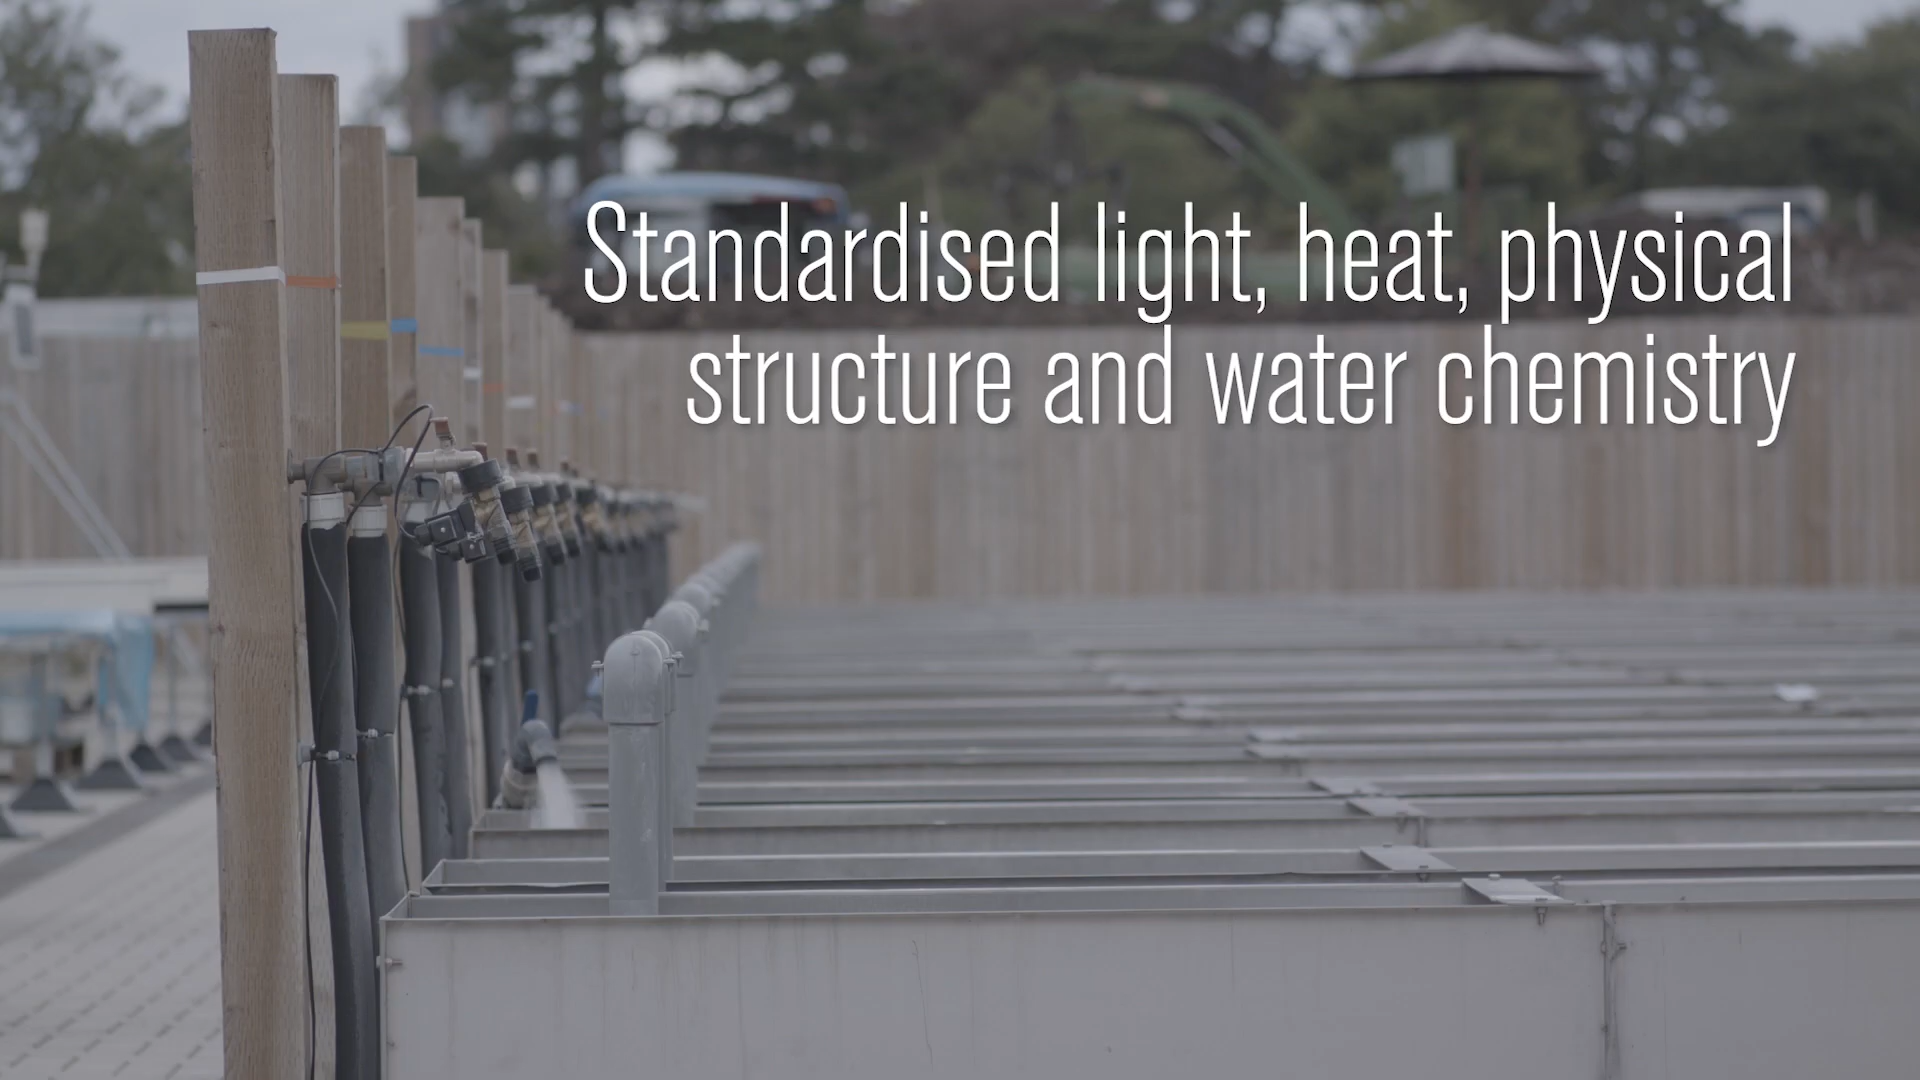 Standardised light, heat, physical
structure and water chemistry